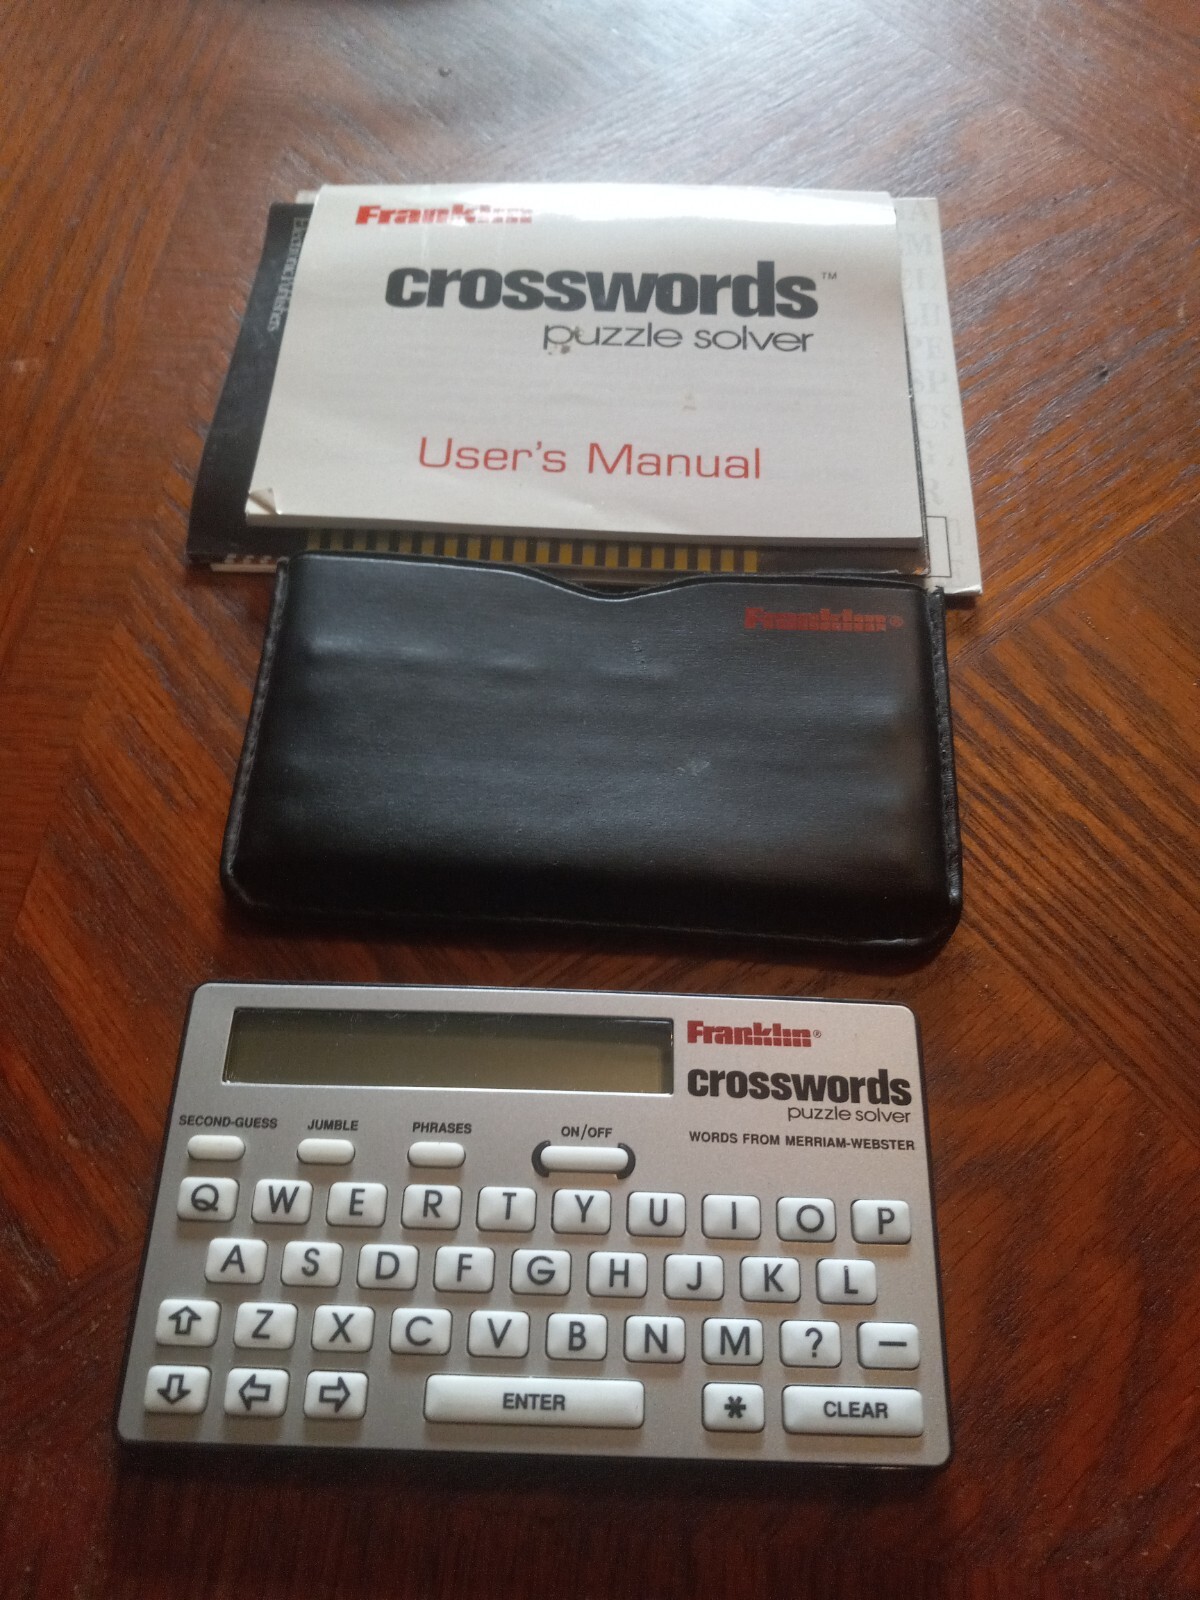 Franklin
crosswords™
puzzle solver
User's Manual
Franklin®
Franklin®
crosswords
puzzle solver
WORDS FROM MERRIAM-WEBSTER
SECOND-GUESS JUMBLE PHRASES ON/OFF
Q W E R T Y U I O P
A S D F G H J K L
⇧ Z X C V B N M ? –
⇩ ⇦ ⇨ ENTER * CLEAR